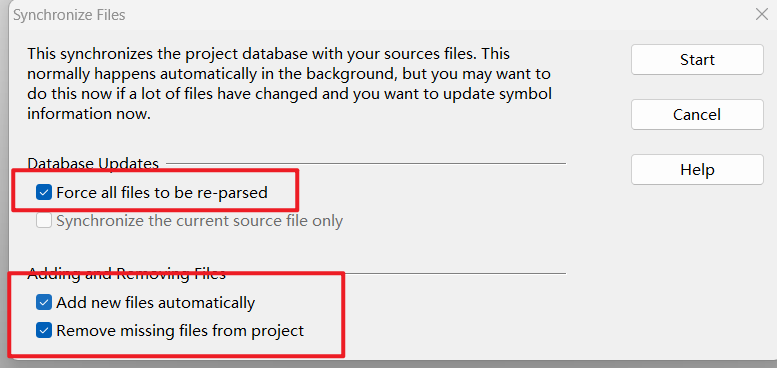 Synchronize Files
This synchronizes the project database with your sources files. This
normally happens automatically in the background, but you may want to
do this now if a lot of files have changed and you want to update symbol
information now.
Start
Cancel
Help
Database Updates
Force all files to be re-parsed
Synchronize the current source file only
Adding and Removing Files
Add new files automatically
Remove missing files from project